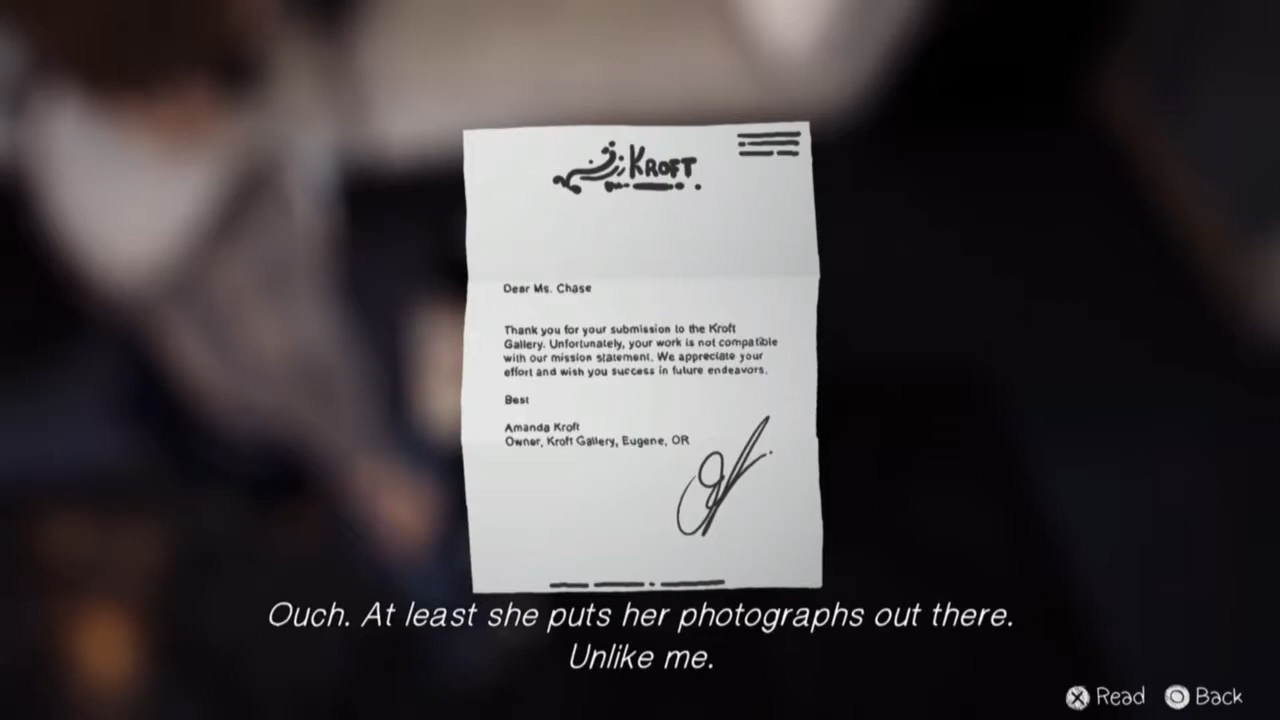 KROFT
Dear Ms. Chase
Thank you for your submission to the Kroft
Gallery. Unfortunately, your work is not compatible
with our mission statement. We appreciate your
effort and wish you success in future endeavors.
Best
Amanda Kroft
Owner, Kroft Gallery, Eugene, OR
Ouch. At least she puts her photographs out there.
Unlike me.
Read Back